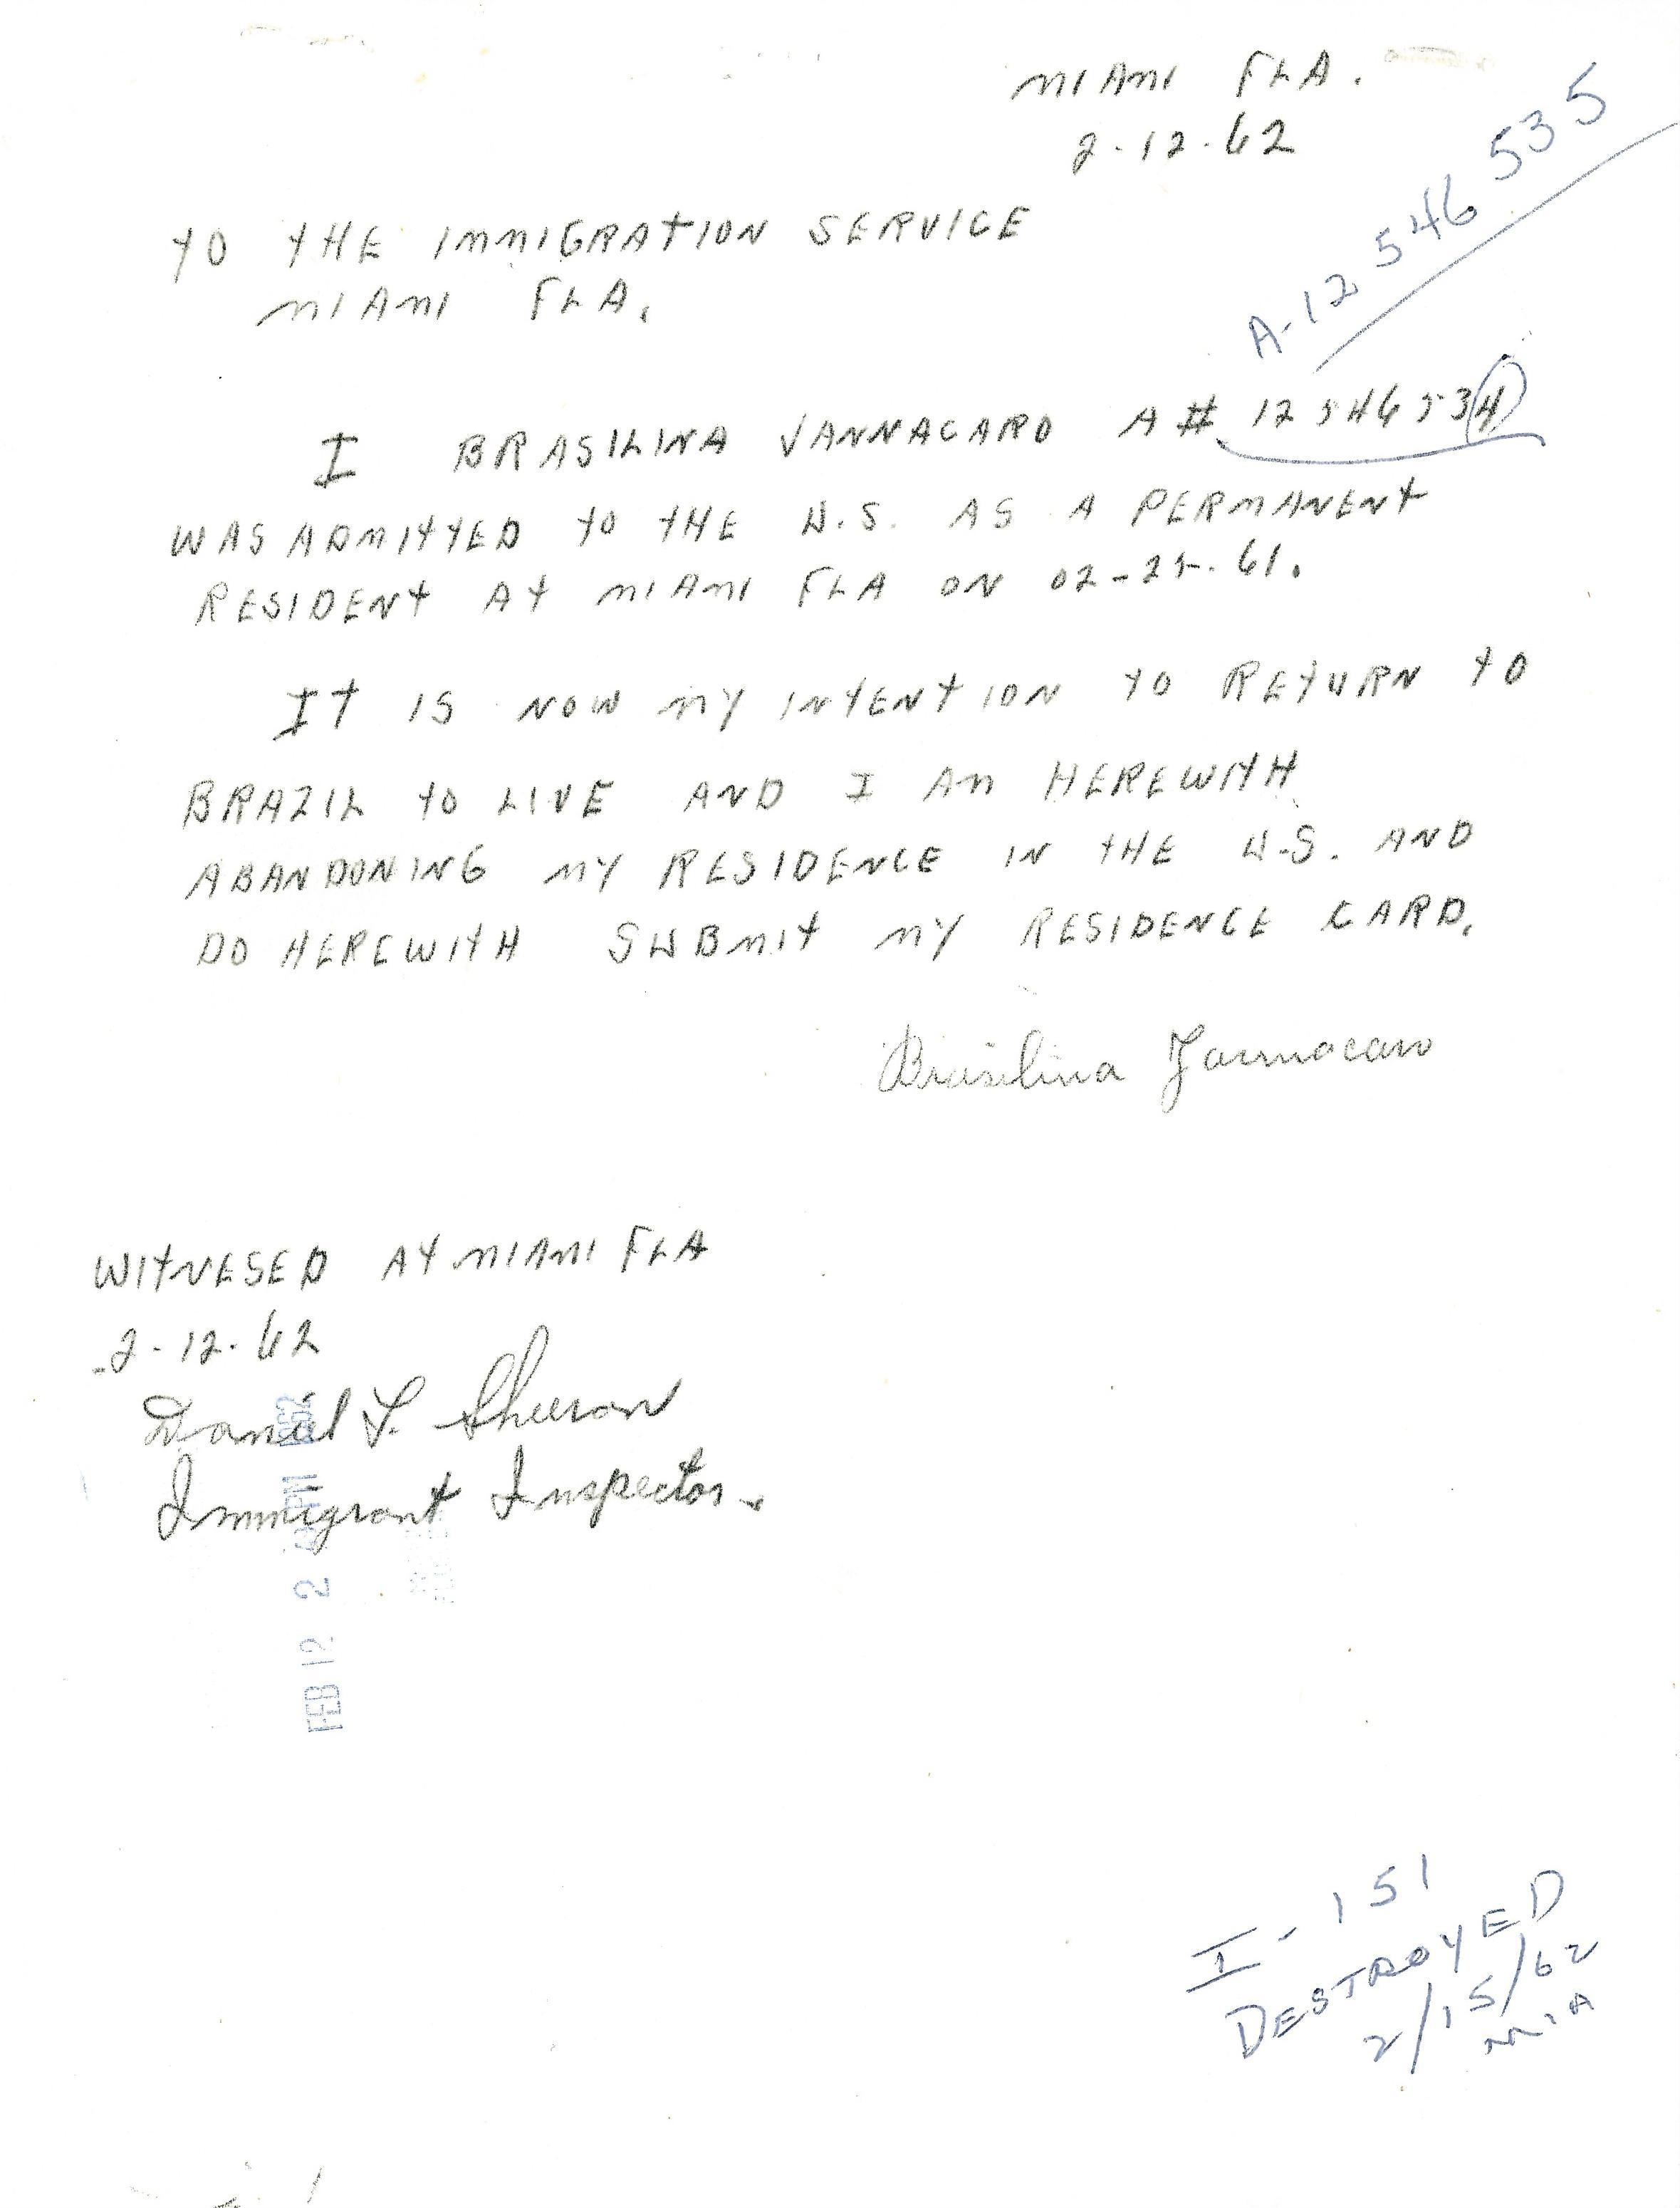 MIAMI FLA.
2-12-62
A-12 546 535
TO THE IMMIGRATION SERVICE
MIAMI FLA.
I BRASILINA JANNACARO A# 12546534
WAS ADMITTED TO THE U.S. AS A PERMANENT
RESIDENT AT MIAMI FLA ON 02-25-61.
IT IS NOW MY INTENTION TO RETURN TO
BRAZIL TO LIVE AND I AM HEREWITH
ABANDONING MY RESIDENCE IN THE U.S. AND
DO HEREWITH SUBMIT MY RESIDENCE CARD.
Brasilina
WITNESED AT MIAMI FLA
2-12-62
Daniel F. Sheeran
Immigrant Inspector
FEB 12 2 PM 1962
I-151
DESTROYED
2/15/62
MIA